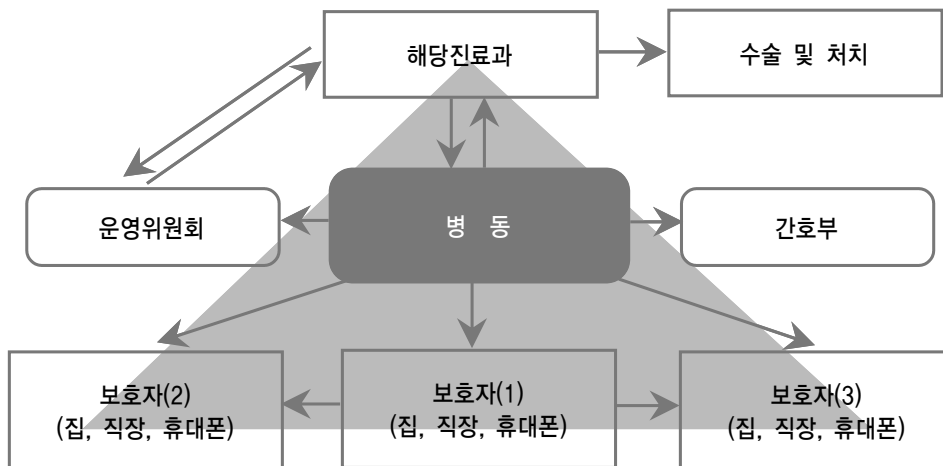 해당진료과
수술 및 처치
운영위원회
병 동
간호부
보호자(2)
(집, 직장, 휴대폰)
보호자(1)
(집, 직장, 휴대폰)
보호자(3)
(집, 직장, 휴대폰)